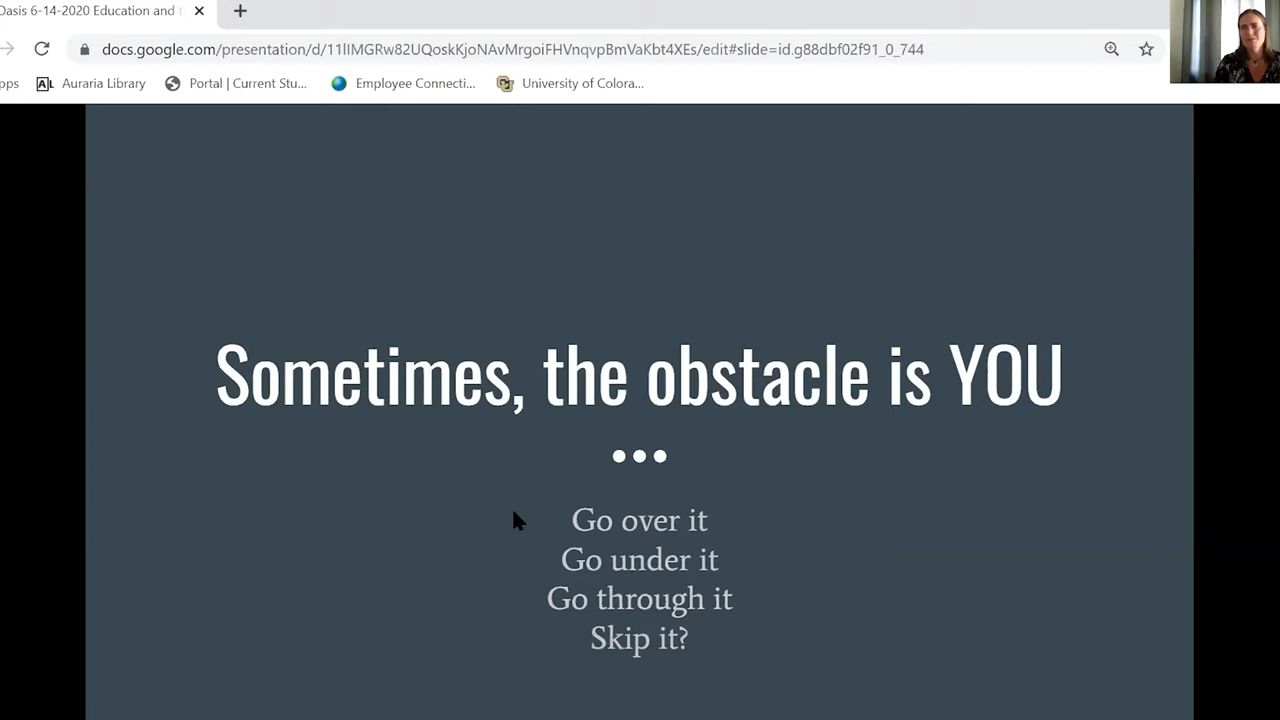 Oasis 6-14-2020 Education and
docs.google.com/presentation/d/11lIMGRw82UQoskKjoNAvMrgoiFHVnqvpBmVaKbt4XEs/edit#slide=id.g88dbf02f91_0_744
pps
AL Auraria Library
Portal | Current Stu...
Employee Connecti...
University of Colora...
Sometimes, the obstacle is YOU
Go over it
Go under it
Go through it
Skip it?